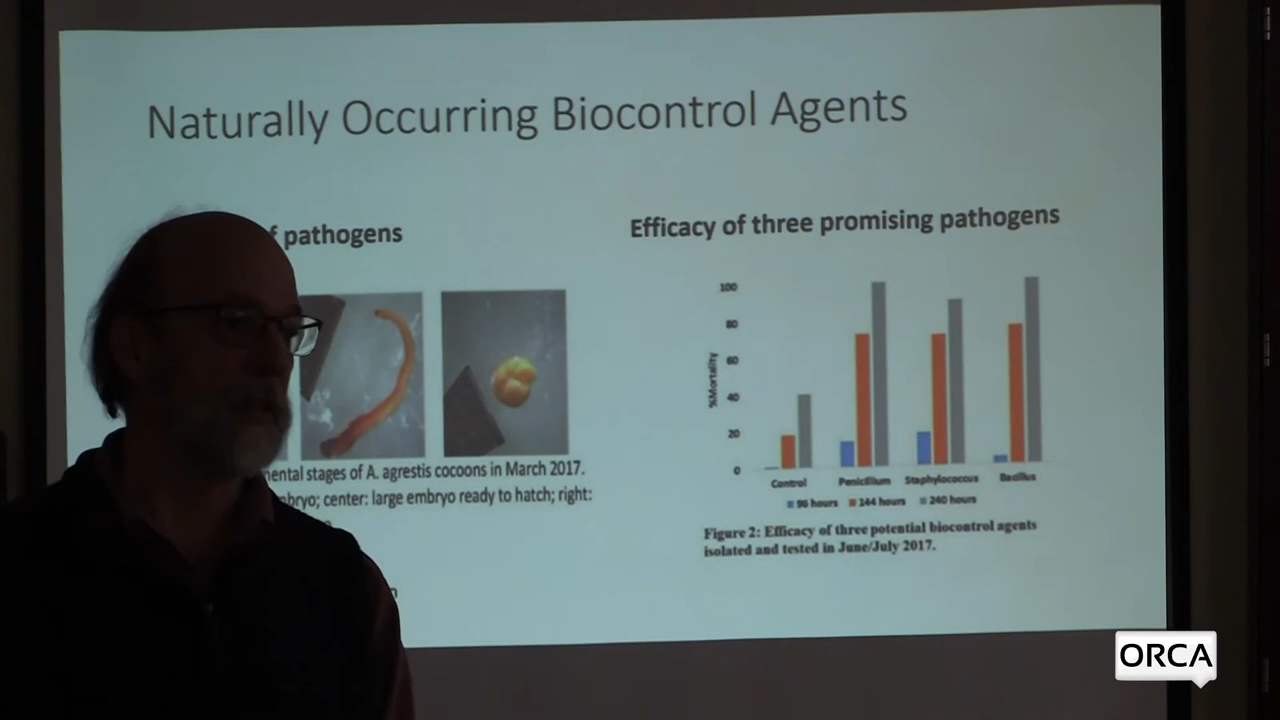 Naturally Occurring Biocontrol Agents
f pathogens
Efficacy of three promising pathogens
100
80
60
40
20
0
%Mortality
Control Penicillium Staphylococcus Bacillus
96 hours 144 hours 240 hours
Figure 2: Efficacy of three potential biocontrol agents
isolated and tested in June/July 2017.
mental stages of A. agrestis cocoons in March 2017.
bryo; center: large embryo ready to hatch; right:
ORCA